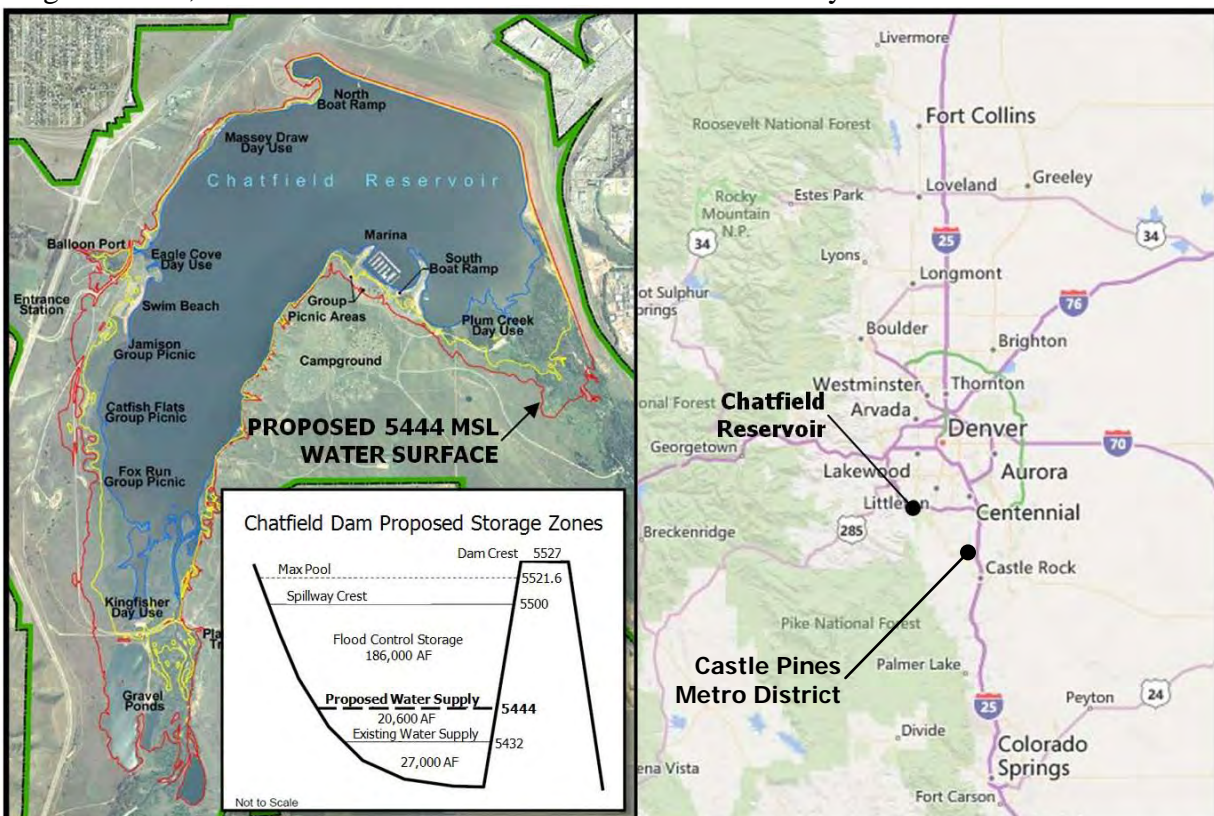 North
Boat Ramp
Massey Draw
Day Use
Chatfield Reservoir
Balloon Port
Eagle Cove
Day Use
Marina
South
Boat Ramp
Entrance
Station
Swim Beach
Group
Picnic Areas
Plum Creek
Day Use
Jamison
Group Picnic
Campground
Catfish Flats
Group Picnic
PROPOSED 5444 MSL
WATER SURFACE
Fox Run
Group Picnic
Kingfisher
Day Use
Gravel
Ponds
Chatfield Dam Proposed Storage Zones
Dam Crest 5527
Max Pool
5521.6
Spillway Crest
5500
Flood Control Storage
186,000 AF
Proposed Water Supply
5444
20,600 AF
Existing Water Supply
5432
27,000 AF
Not to Scale
Livermore
Fort Collins
Roosevelt National Forest
Loveland
Greeley
Estes Park
Rocky
Mountain
N.P.
34
25
34
Lyons
Longmont
76
Boulder
Brighton
Westminster
Thornton
Chatfield
Reservoir
Arvada
Denver
70
Georgetown
Lakewood
Aurora
Centennial
285
Breckenridge
Castle Rock
Pike National Forest
Castle Pines
Metro District
Palmer Lake
Peyton
24
25
Divide
Colorado
Springs
Fort Carson